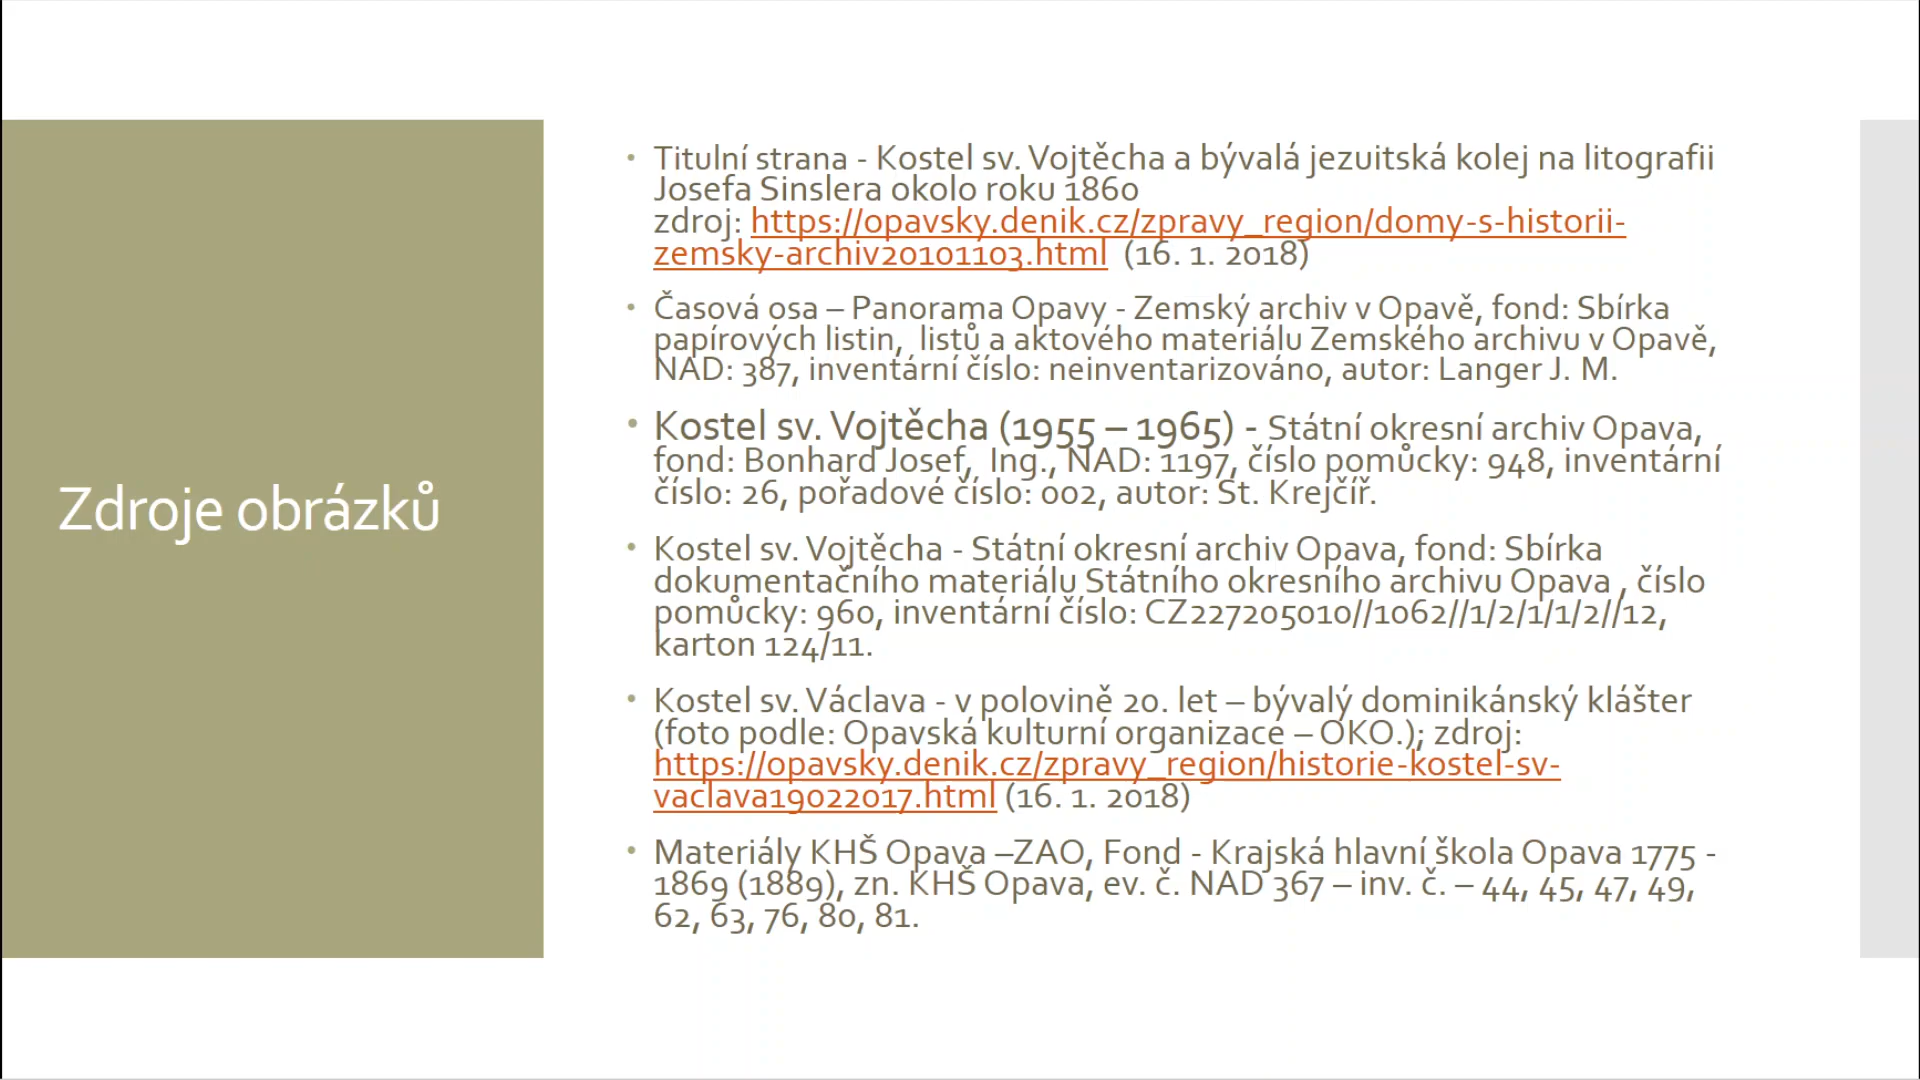 Zdroje obrázků
• Titulní strana - Kostel sv. Vojtěcha a bývalá jezuitská kolej na litografii
Josefa Sinslera okolo roku 1860
zdroj: https://opavsky.denik.cz/zpravy_region/domy-s-historii-
zemsky-archiv20101103.html (16. 1. 2018)
• Časová osa – Panorama Opavy - Zemský archiv v Opavě, fond: Sbírka
papírových listin, listů a aktového materiálu Zemského archivu v Opavě,
NAD: 387, inventární číslo: neinventarizováno, autor: Langer J. M.
• Kostel sv. Vojtěcha (1955 – 1965) - Státní okresní archiv Opava,
fond: Bonhard Josef, Ing., NAD: 1197, číslo pomůcky: 948, inventární
číslo: 26, pořadové číslo: 002, autor: St. Krejčíř.
• Kostel sv. Vojtěcha - Státní okresní archiv Opava, fond: Sbírka
dokumentačního materiálu Státního okresního archivu Opava , číslo
pomůcky: 960, inventární číslo: CZ227205010//1062//1/2/1/1/2//12,
karton 124/11.
• Kostel sv. Václava - v polovině 20. let – bývalý dominikánský klášter
(foto podle: Opavská kulturní organizace – OKO.); zdroj:
https://opavsky.denik.cz/zpravy_region/historie-kostel-sv-
vaclava19022017.html (16. 1. 2018)
• Materiály KHŠ Opava –ZAO, Fond - Krajská hlavní škola Opava 1775 -
1869 (1889), zn. KHŠ Opava, ev. č. NAD 367 – inv. č. – 44, 45, 47, 49,
62, 63, 76, 80, 81.